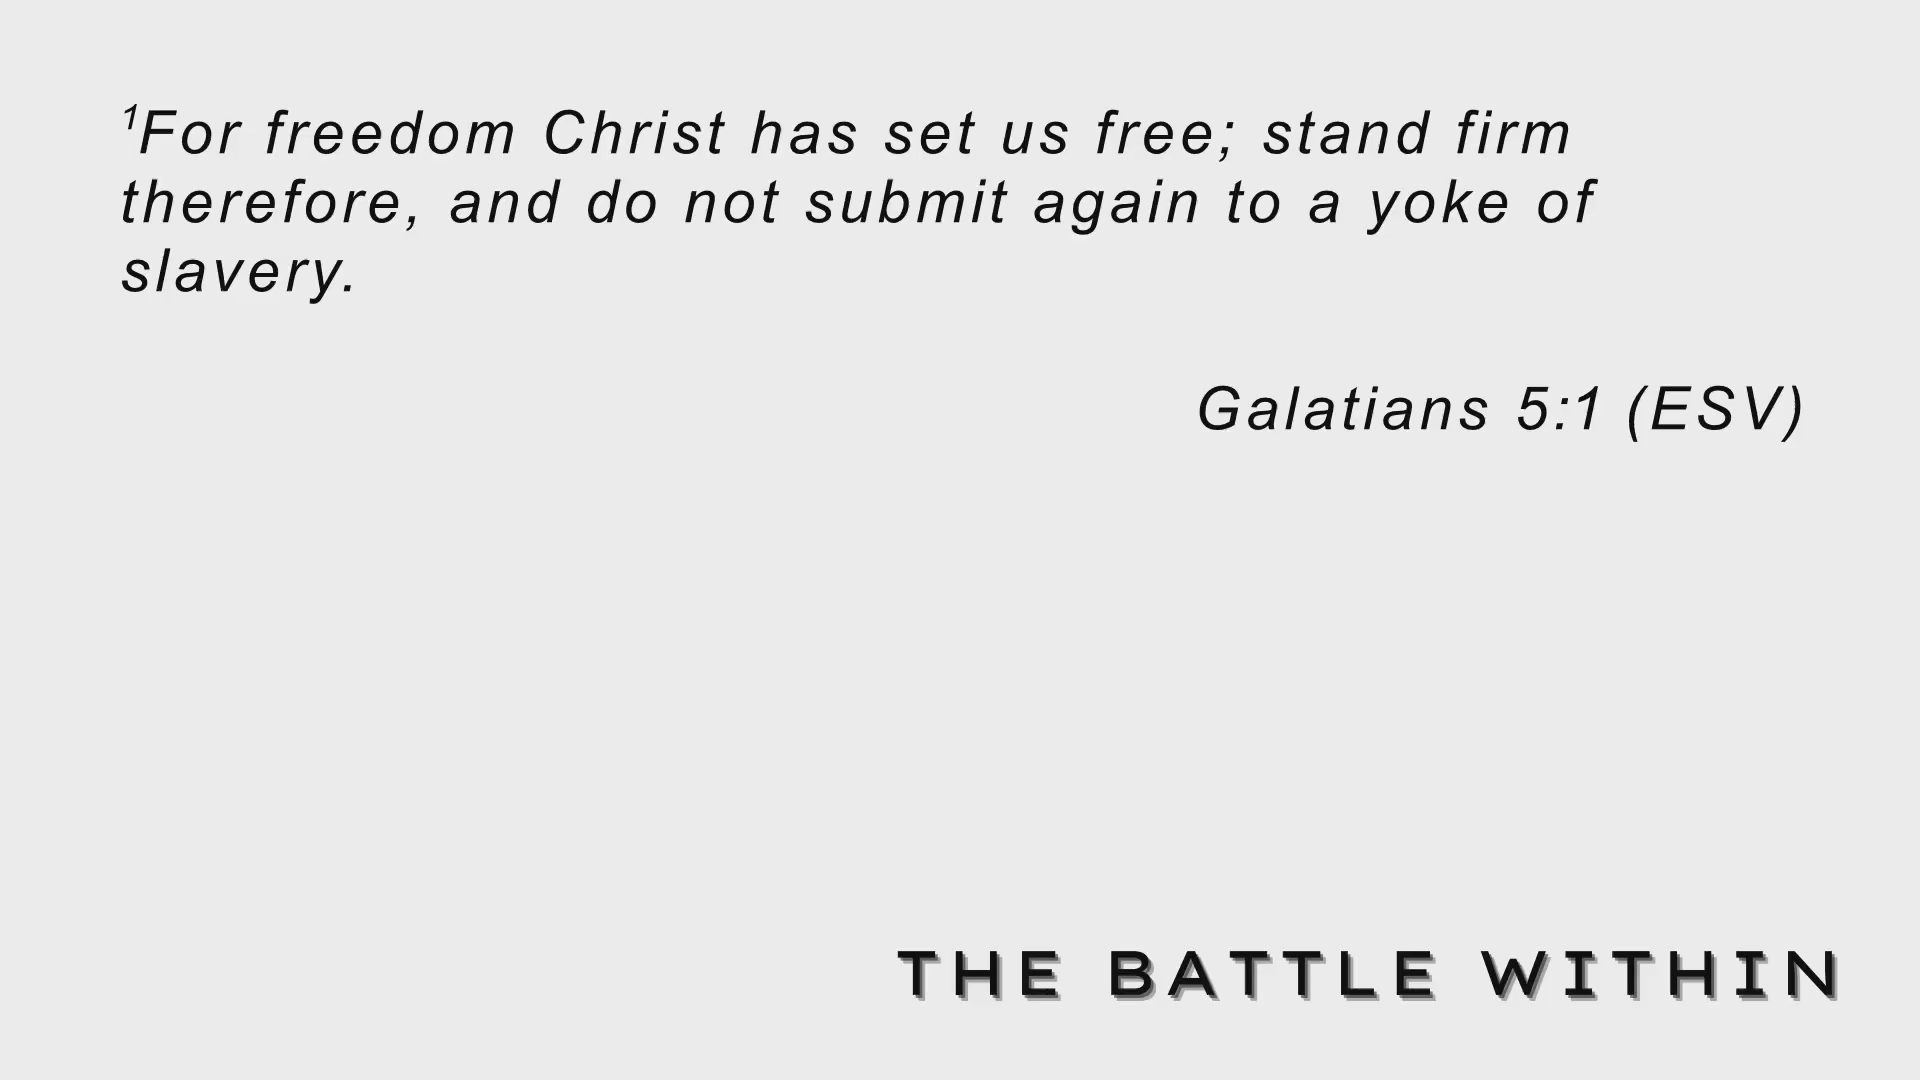 ¹For freedom Christ has set us free; stand firm
therefore, and do not submit again to a yoke of
slavery.
Galatians 5:1 (ESV)
THE BATTLE WITHIN